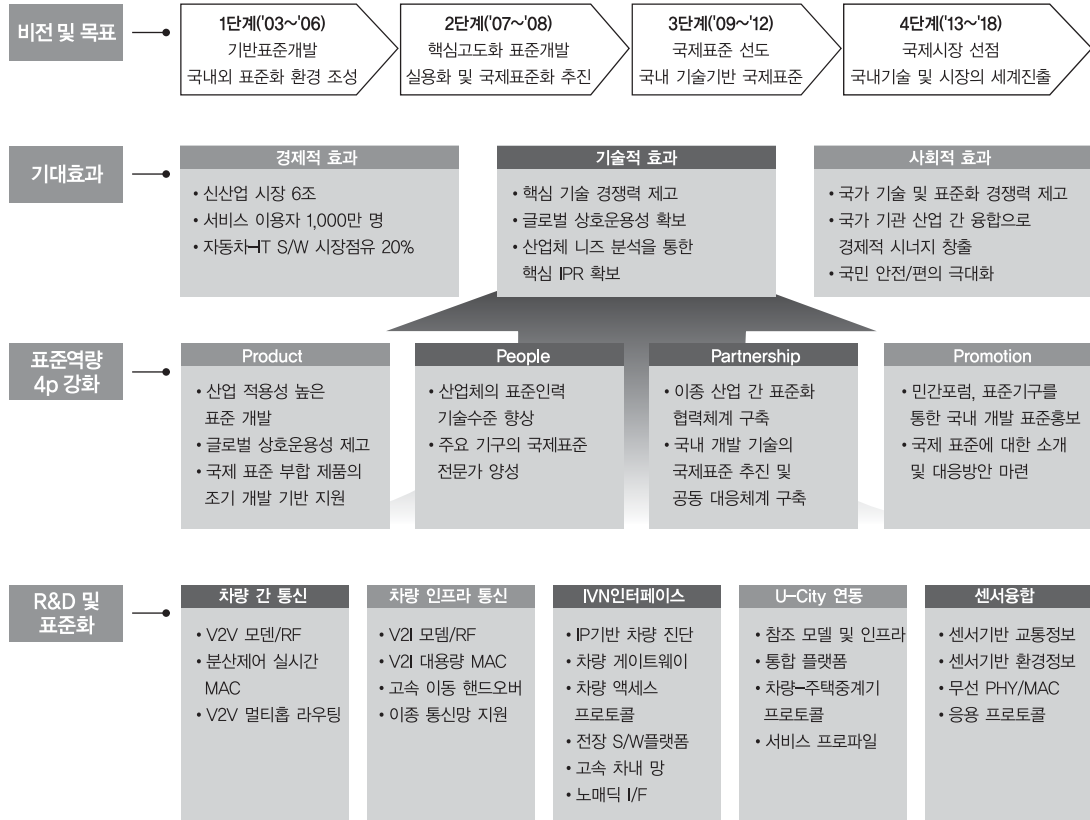 비전 및 목표
1단계('03~'06)
기반표준개발
국내외 표준화 환경 조성
2단계('07~'08)
핵심고도화 표준개발
실용화 및 국제표준화 추진
3단계('09~'12)
국제표준 선도
국내 기술기반 국제표준
4단계('13~'18)
국제시장 선점
국내기술 및 시장의 세계진출
기대효과
경제적 효과
• 신산업 시장 6조
• 서비스 이용자 1,000만 명
• 자동차-IT S/W 시장점유 20%
기술적 효과
• 핵심 기술 경쟁력 제고
• 글로벌 상호운용성 확보
• 산업체 니즈 분석을 통한
핵심 IPR 확보
사회적 효과
• 국가 기술 및 표준화 경쟁력 제고
• 국가 기관 산업 간 융합으로
경제적 시너지 창출
• 국민 안전/편의 극대화
표준역량
4p 강화
Product
• 산업 적용성 높은
표준 개발
• 글로벌 상호운용성 제고
• 국제 표준 부합 제품의
조기 개발 기반 지원
People
• 산업체의 표준인력
기술수준 향상
• 주요 기구의 국제표준
전문가 양성
Partnership
• 이종 산업 간 표준화
협력체계 구축
• 국내 개발 기술의
국제표준 추진 및
공동 대응체계 구축
Promotion
• 민간포럼, 표준기구를
통한 국내 개발 표준홍보
• 국제 표준에 대한 소개
및 대응방안 마련
R&D 및
표준화
차량 간 통신
• V2V 모덴/RF
• 분산제어 실시간
MAC
• V2V 멀티홉 라우팅
차량 인프라 통신
• V2I 모뎀/RF
• V2I 대용량 MAC
• 고속 이동 핸드오버
• 이종 통신망 지원
IVN인터페이스
• IP기반 차량 진단
• 차량 게이트웨이
• 차량 액세스
프로토콜
• 전장 S/W플랫폼
• 고속 차내 망
• 노매딕 I/F
U-City 연동
• 참조 모델 및 인프라
• 통합 플랫폼
• 차량-주택중계기
프로토콜
• 서비스 프로파일
센서융합
• 센서기반 교통정보
• 센서기반 환경정보
• 무선 PHY/MAC
• 응용 프로토콜